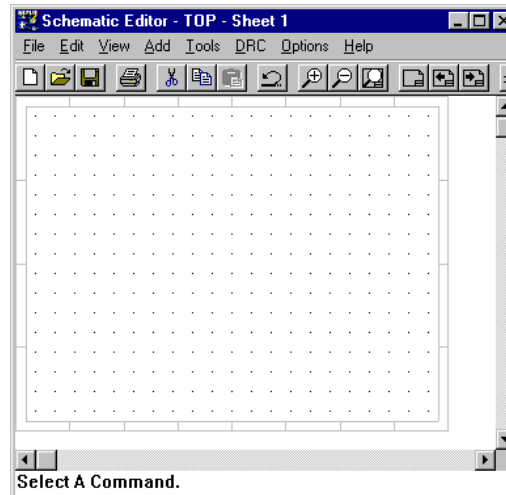 Schematic Editor - TOP - Sheet 1
File Edit View Add Tools DRC Options Help
Select A Command.